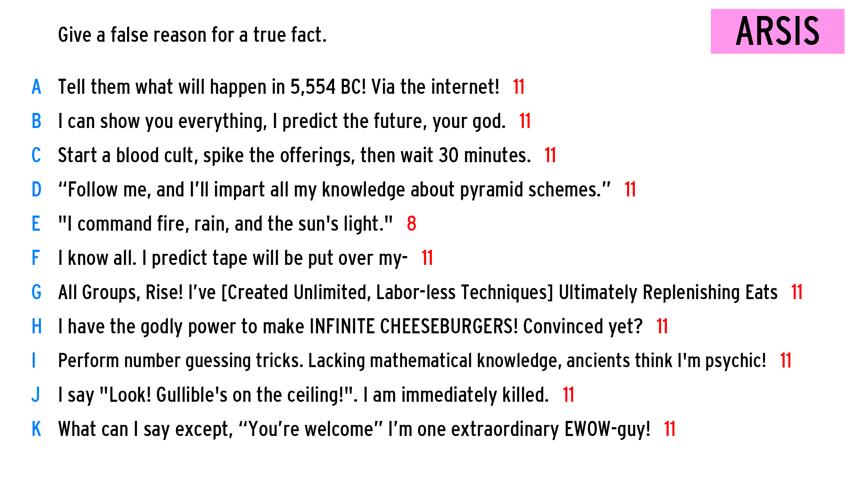 Give a false reason for a true fact.
ARSIS
A Tell them what will happen in 5,554 BC! Via the internet! 11
B I can show you everything, I predict the future, your god. 11
C Start a blood cult, spike the offerings, then wait 30 minutes. 11
D “Follow me, and I’ll impart all my knowledge about pyramid schemes.” 11
E "I command fire, rain, and the sun's light." 8
F I know all. I predict tape will be put over my- 11
G All Groups, Rise! I’ve [Created Unlimited, Labor-less Techniques] Ultimately Replenishing Eats 11
H I have the godly power to make INFINITE CHEESEBURGERS! Convinced yet? 11
I Perform number guessing tricks. Lacking mathematical knowledge, ancients think I'm psychic! 11
J I say "Look! Gullible's on the ceiling!". I am immediately killed. 11
K What can I say except, “You’re welcome” I’m one extraordinary EWOW-guy! 11